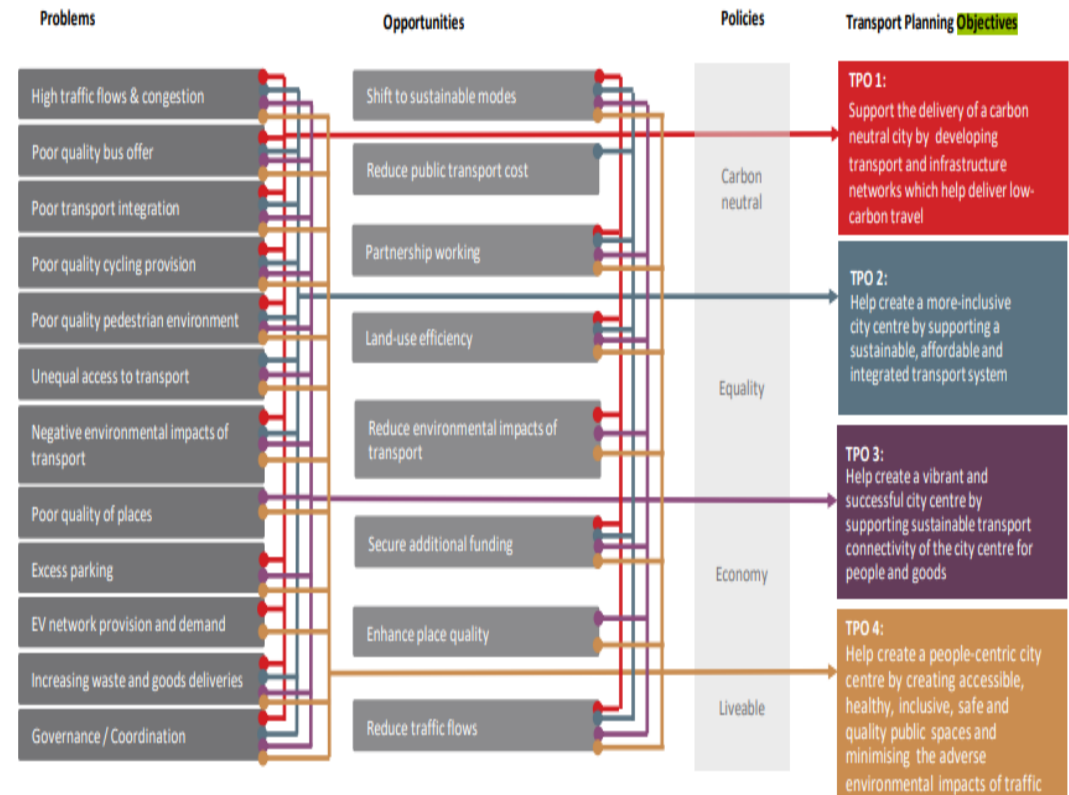 Problems
Opportunities
Policies
Transport Planning Objectives
High traffic flows & congestion
Poor quality bus offer
Poor transport integration
Poor quality cycling provision
Poor quality pedestrian environment
Unequal access to transport
Negative environmental impacts of
transport
Poor quality of places
Excess parking
EV network provision and demand
Increasing waste and goods deliveries
Governance / Coordination
Shift to sustainable modes
Reduce public transport cost
Partnership working
Land-use efficiency
Reduce environmental impacts of
transport
Secure additional funding
Enhance place quality
Reduce traffic flows
Carbon
neutral
Equality
Economy
Liveable
TPO 1:
Support the delivery of a carbon
neutral city by developing
transport and infrastructure
networks which help deliver low-
carbon travel
TPO 2:
Help create a more-inclusive
city centre by supporting a
sustainable, affordable and
integrated transport system
TPO 3:
Help create a vibrant and
successful city centre by
supporting sustainable transport
connectivity of the city centre for
people and goods
TPO 4:
Help create a people-centric city
centre by creating accessible,
healthy, inclusive, safe and
quality public spaces and
minimising the adverse
environmental impacts of traffic